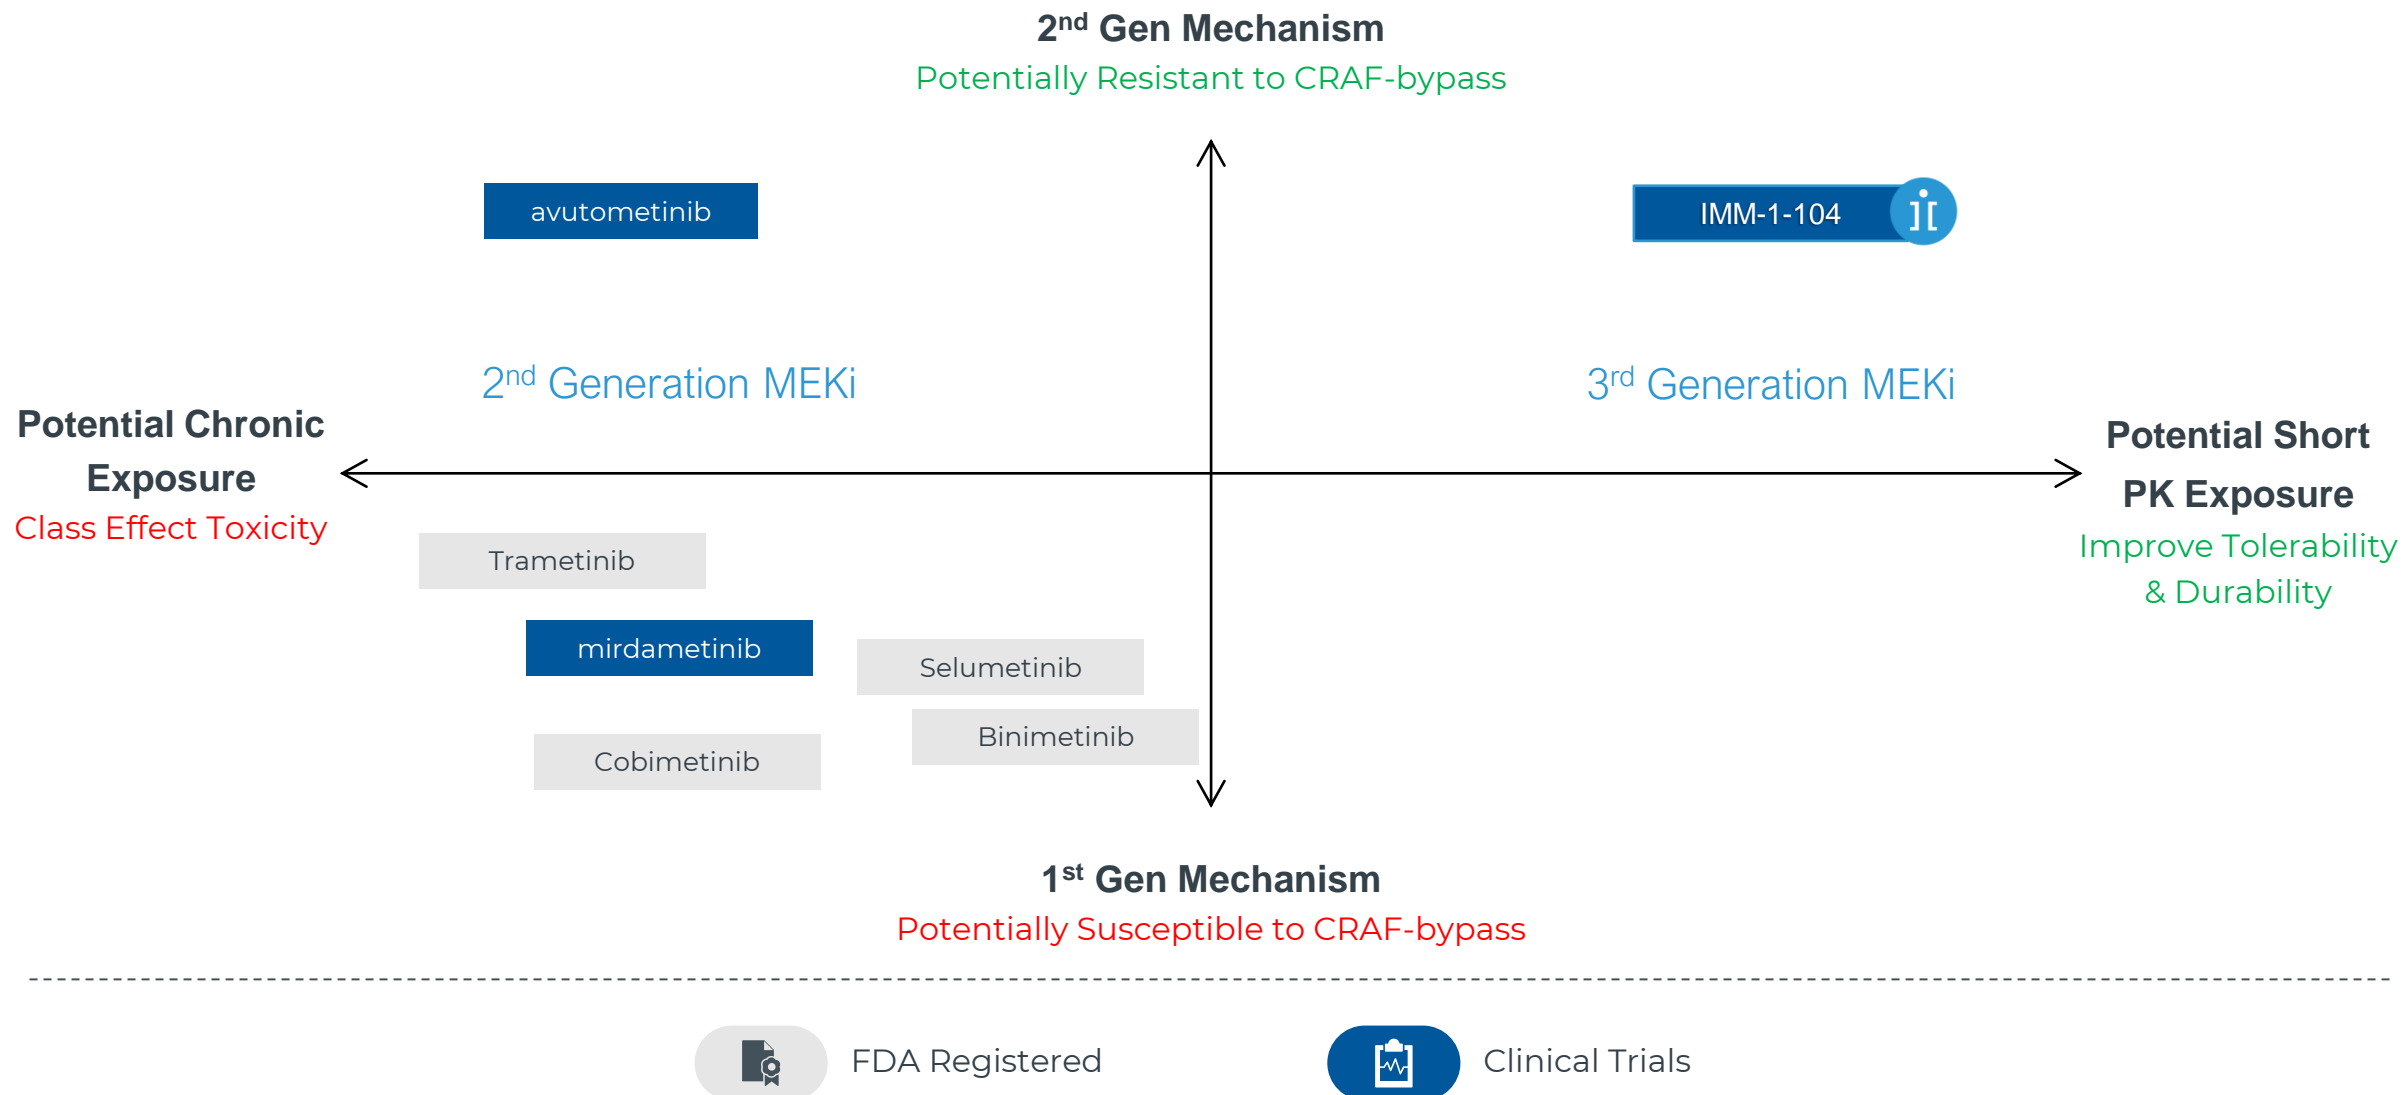 2nd Gen Mechanism
Potentially Resistant to CRAF-bypass
avutometinib
IMM-1-104
2nd Generation MEKi
3rd Generation MEKi
Potential Chronic
Exposure
Class Effect Toxicity
Potential Short
PK Exposure
Improve Tolerability
& Durability
Trametinib
mirdametinib
Selumetinib
Binimetinib
Cobimetinib
1st Gen Mechanism
Potentially Susceptible to CRAF-bypass
FDA Registered
Clinical Trials